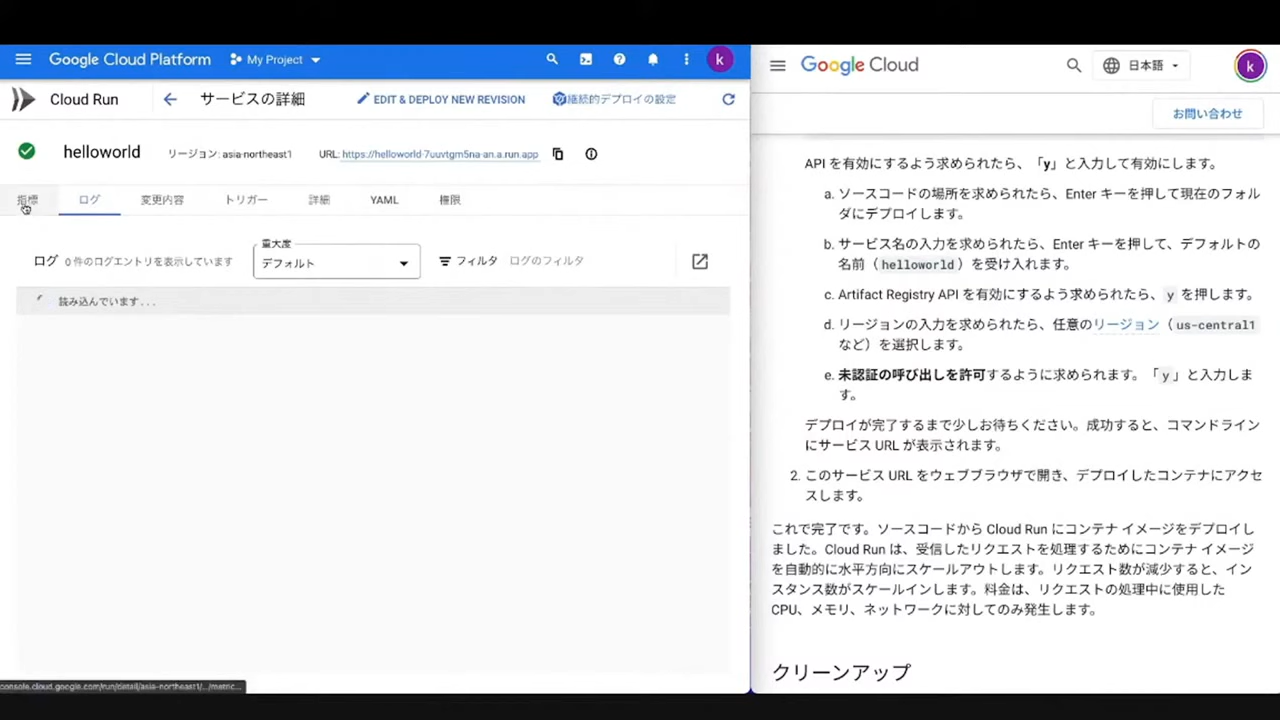 Google Cloud Platform
My Project
k
Cloud Run
サービスの詳細
EDIT & DEPLOY NEW REVISION
継続的デプロイの設定
helloworld
リージョン: asia-northeast1
URL: https://helloworld-7uuvtgm5na-an.a.run.app
指標
ログ
変更内容
トリガー
詳細
YAML
権限
ログ
0 件のログエントリを表示しています
重大度
デフォルト
フィルタ
ログのフィルタ
読み込んでいます...
console.cloud.google.com/run/detail/asia-northeast1/.../metric...
Google Cloud
日本語
k
お問い合わせ
API を有効にするよう求められたら、「y」と入力して有効にします。
a. ソースコードの場所を求められたら、Enter キーを押して現在のフォル
ダにデプロイします。
b. サービス名の入力を求められたら、Enter キーを押して、デフォルトの
名前（helloworld）を受け入れます。
c. Artifact Registry API を有効にするよう求められたら、y を押します。
d. リージョンの入力を求められたら、任意のリージョン（us-central1
など）を選択します。
e. 未認証の呼び出しを許可するように求められます。「y」と入力しま
す。
デプロイが完了するまで少しお待ちください。成功すると、コマンドライン
にサービス URL が表示されます。
2. このサービス URL をウェブブラウザで開き、デプロイしたコンテナにアクセ
スします。
これで完了です。ソースコードから Cloud Run にコンテナ イメージをデプロイし
ました。Cloud Run は、受信したリクエストを処理するためにコンテナ イメージ
を自動的に水平方向にスケールアウトします。リクエスト数が減少すると、イン
スタンス数がスケールインします。料金は、リクエストの処理中に使用した
CPU、メモリ、ネットワークに対してのみ発生します。
クリーンアップ